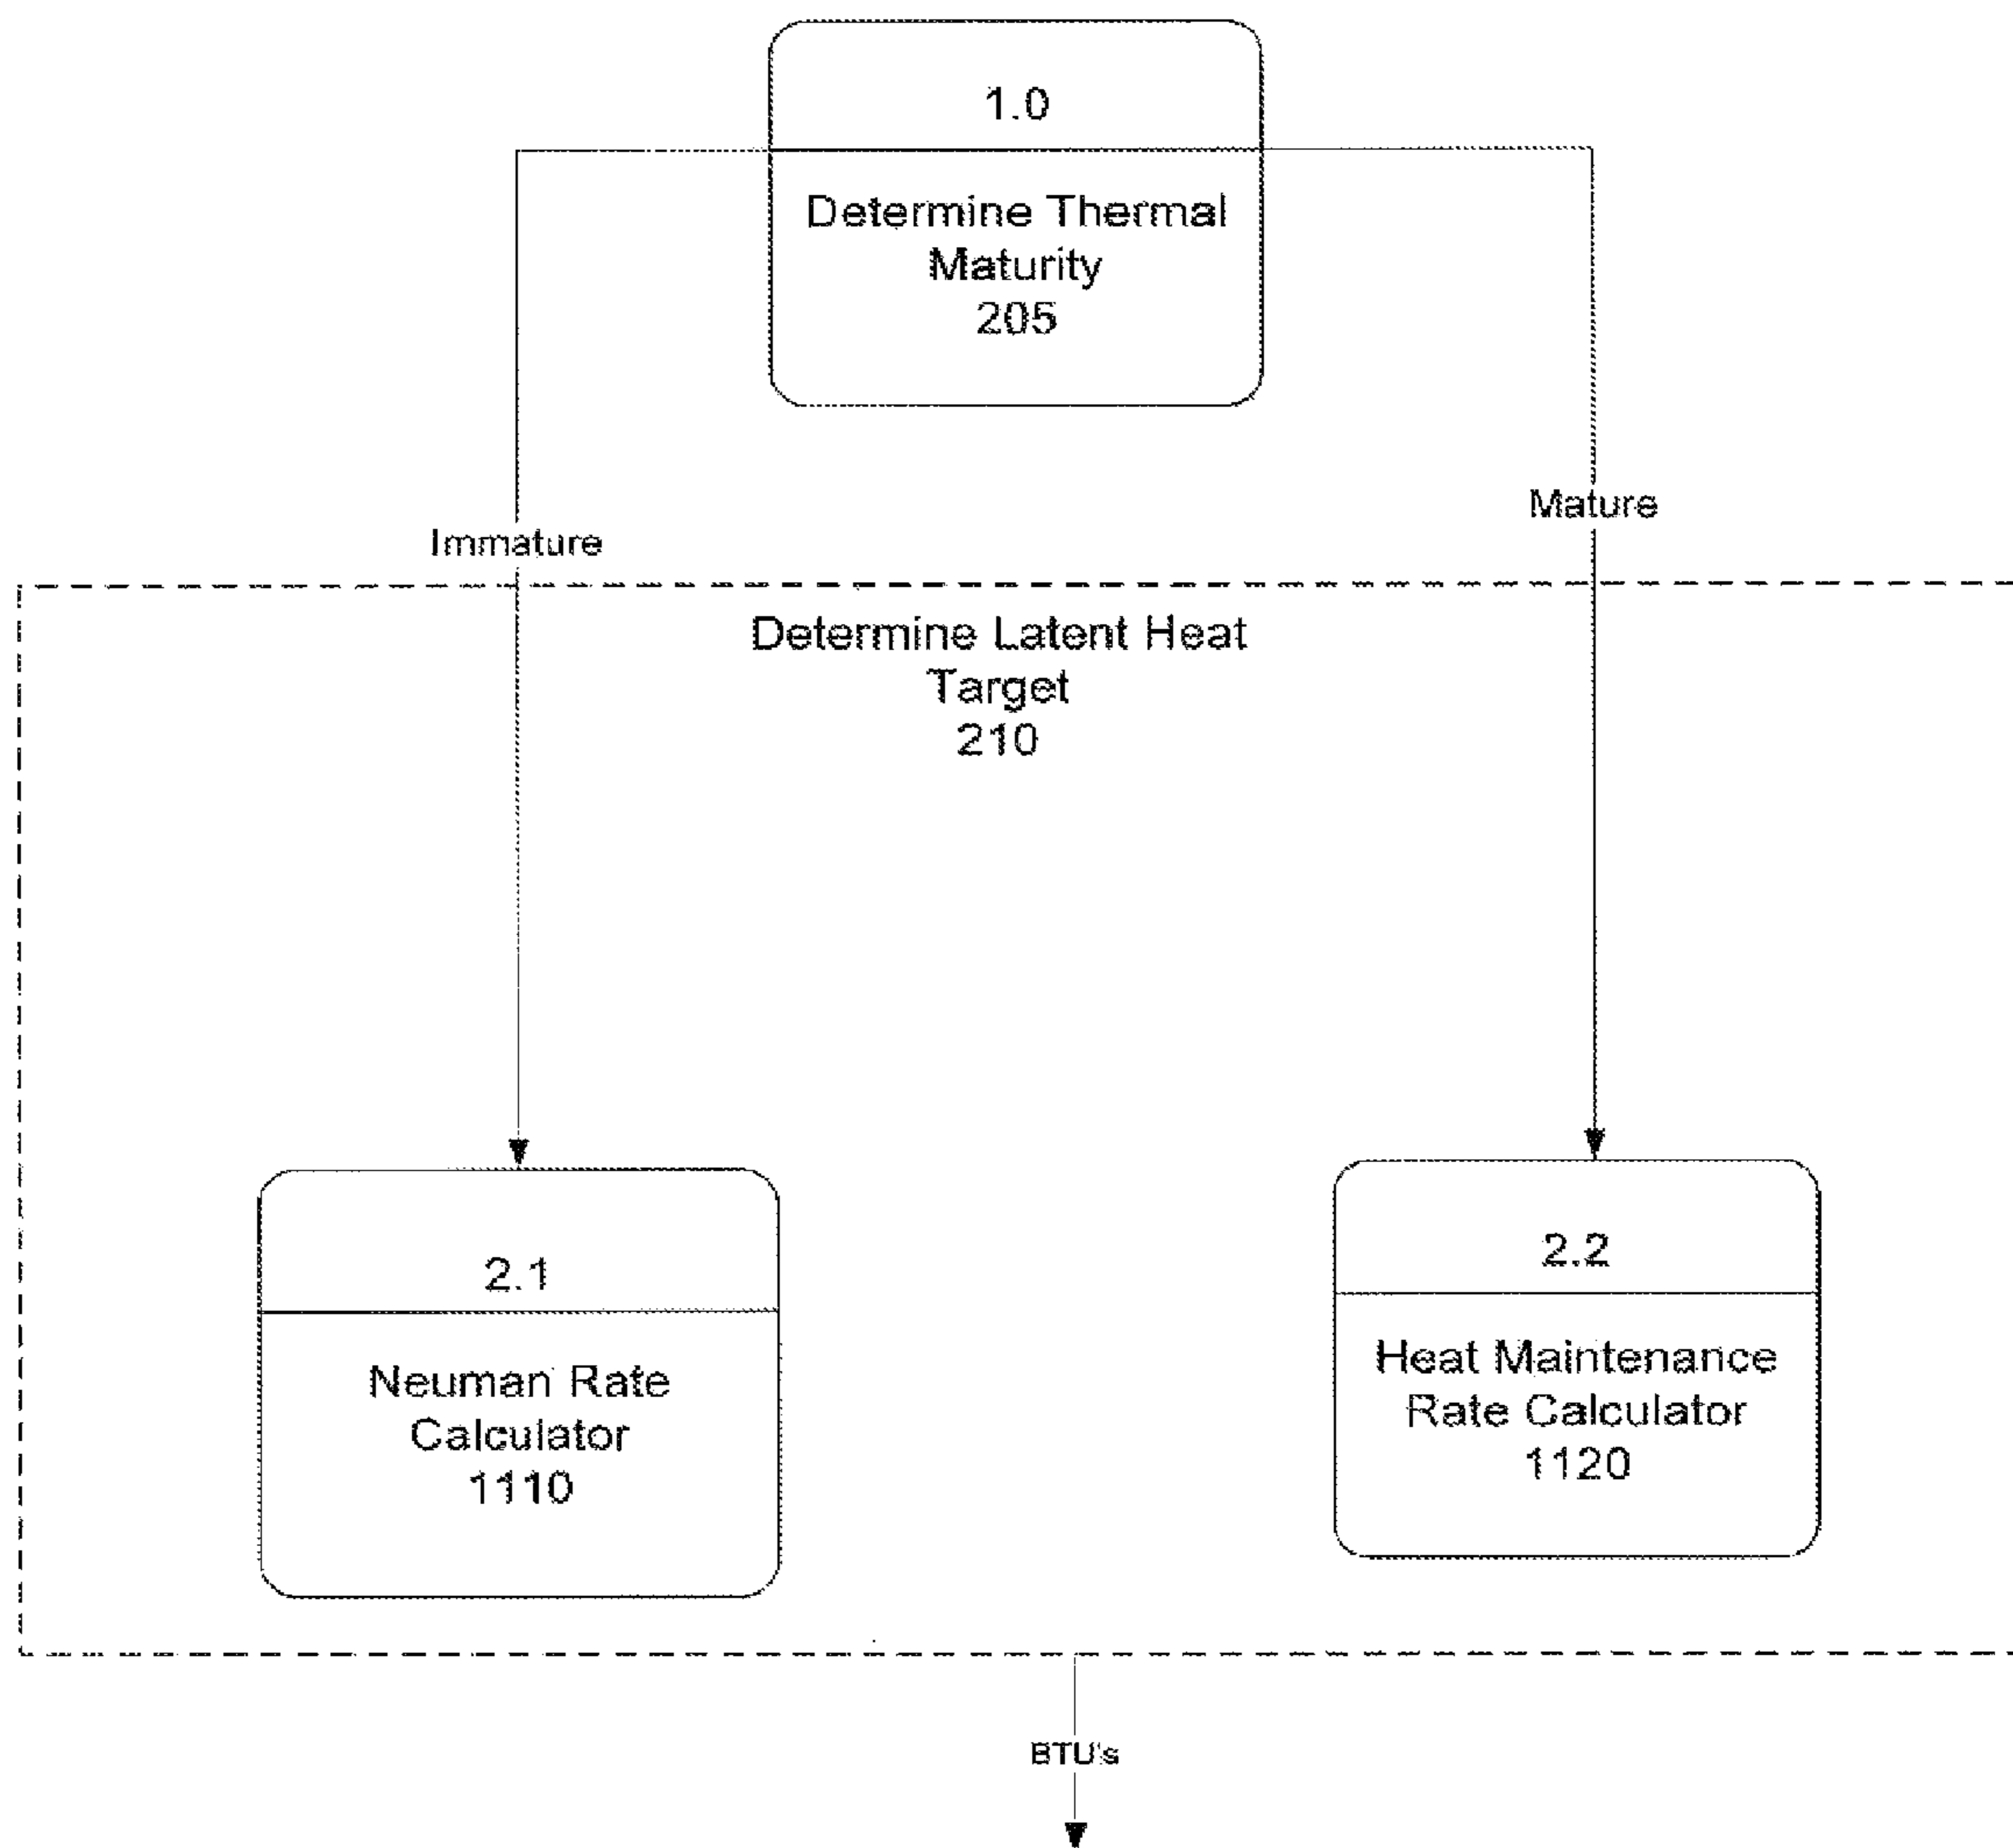 1.0
Determine Thermal
Maturity
205
Mature
Immature
Determine Latent Heat
Target
210
2.1
Neuman Rate
Calculator
1110
2.2
Heat Maintenance
Rate Calculator
1120
BTU's